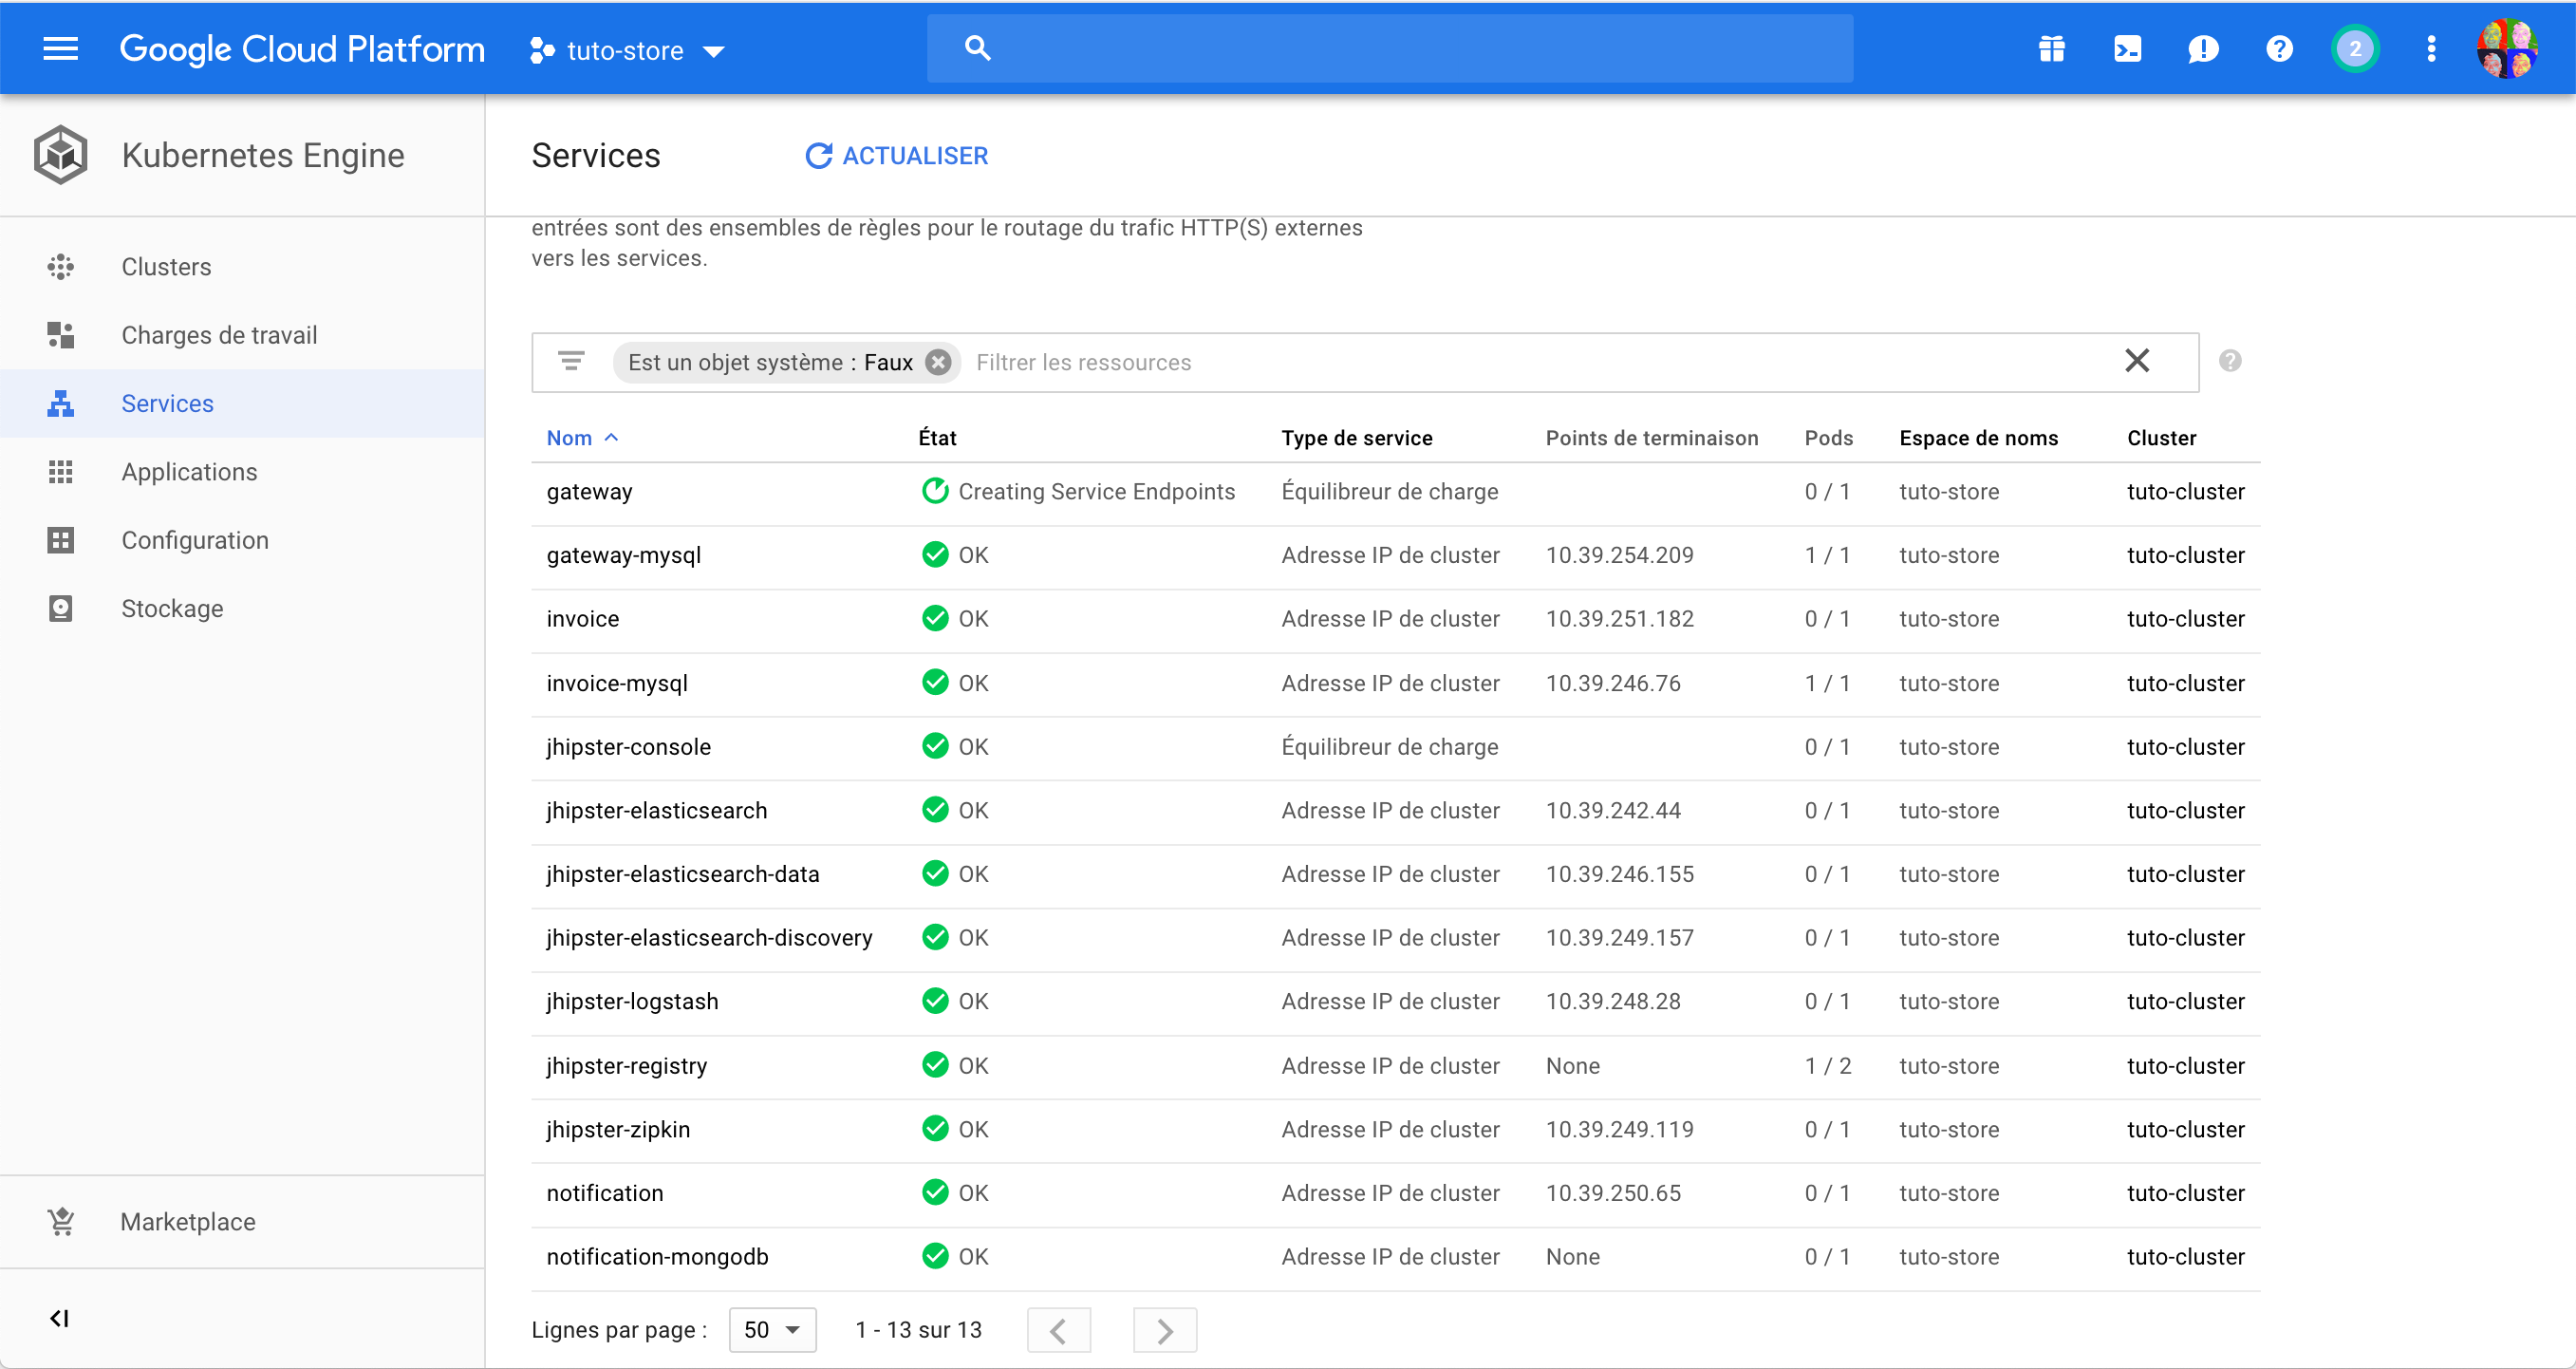 Google Cloud Platform tuto-store 2
Kubernetes Engine
Services ACTUALISER
Clusters
Charges de travail
Services
Applications
Configuration
Stockage
Marketplace
entrées sont des ensembles de règles pour le routage du trafic HTTP(S) externes
vers les services.
Est un objet système : Faux Filtrer les ressources
Nom État Type de service Points de terminaison Pods Espace de noms Cluster
gateway Creating Service Endpoints Équilibreur de charge 0 / 1 tuto-store tuto-cluster
gateway-mysql OK Adresse IP de cluster 10.39.254.209 1 / 1 tuto-store tuto-cluster
invoice OK Adresse IP de cluster 10.39.251.182 0 / 1 tuto-store tuto-cluster
invoice-mysql OK Adresse IP de cluster 10.39.246.76 1 / 1 tuto-store tuto-cluster
jhipster-console OK Équilibreur de charge 0 / 1 tuto-store tuto-cluster
jhipster-elasticsearch OK Adresse IP de cluster 10.39.242.44 0 / 1 tuto-store tuto-cluster
jhipster-elasticsearch-data OK Adresse IP de cluster 10.39.246.155 0 / 1 tuto-store tuto-cluster
jhipster-elasticsearch-discovery OK Adresse IP de cluster 10.39.249.157 0 / 1 tuto-store tuto-cluster
jhipster-logstash OK Adresse IP de cluster 10.39.248.28 0 / 1 tuto-store tuto-cluster
jhipster-registry OK Adresse IP de cluster None 1 / 2 tuto-store tuto-cluster
jhipster-zipkin OK Adresse IP de cluster 10.39.249.119 0 / 1 tuto-store tuto-cluster
notification OK Adresse IP de cluster 10.39.250.65 0 / 1 tuto-store tuto-cluster
notification-mongodb OK Adresse IP de cluster None 0 / 1 tuto-store tuto-cluster
Lignes par page : 50 1 - 13 sur 13